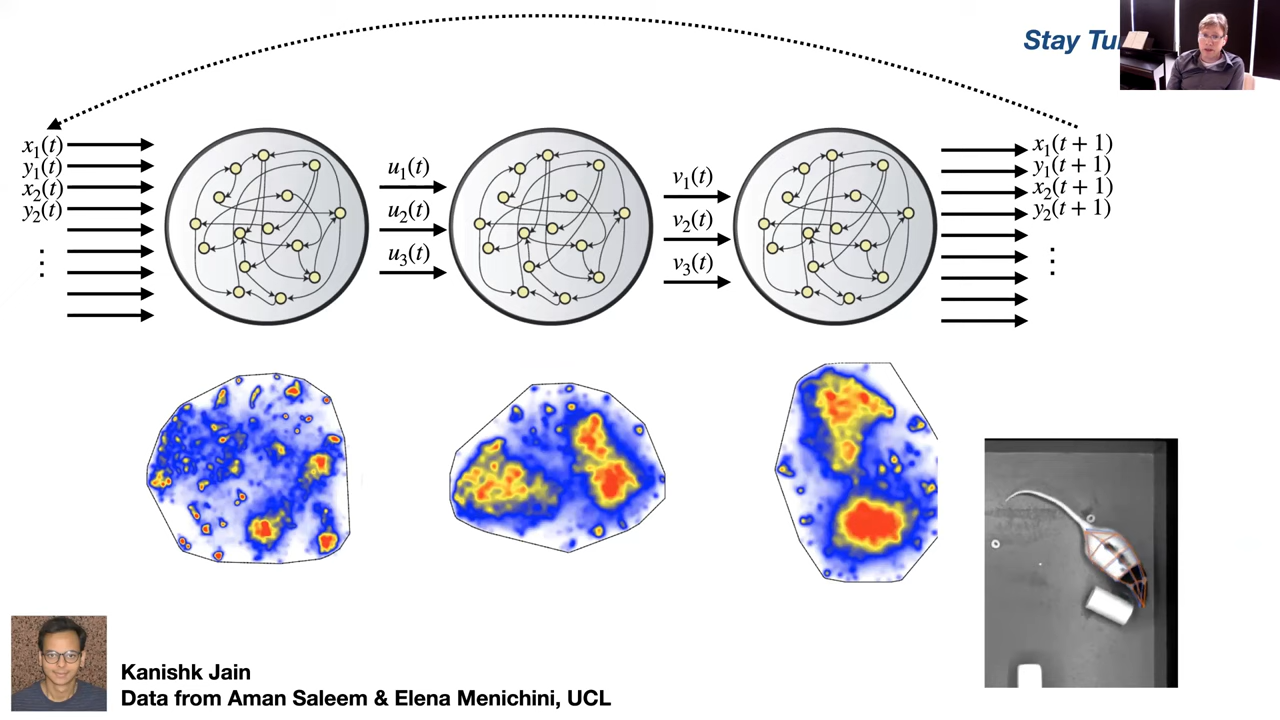 Stay Tu
x₁(t)
y₁(t)
x₂(t)
y₂(t)
⋮
u₁(t)
u₂(t)
u₃(t)
v₁(t)
v₂(t)
v₃(t)
x₁(t + 1)
y₁(t + 1)
x₂(t + 1)
y₂(t + 1)
⋮
Kanishk Jain
Data from Aman Saleem & Elena Menichini, UCL